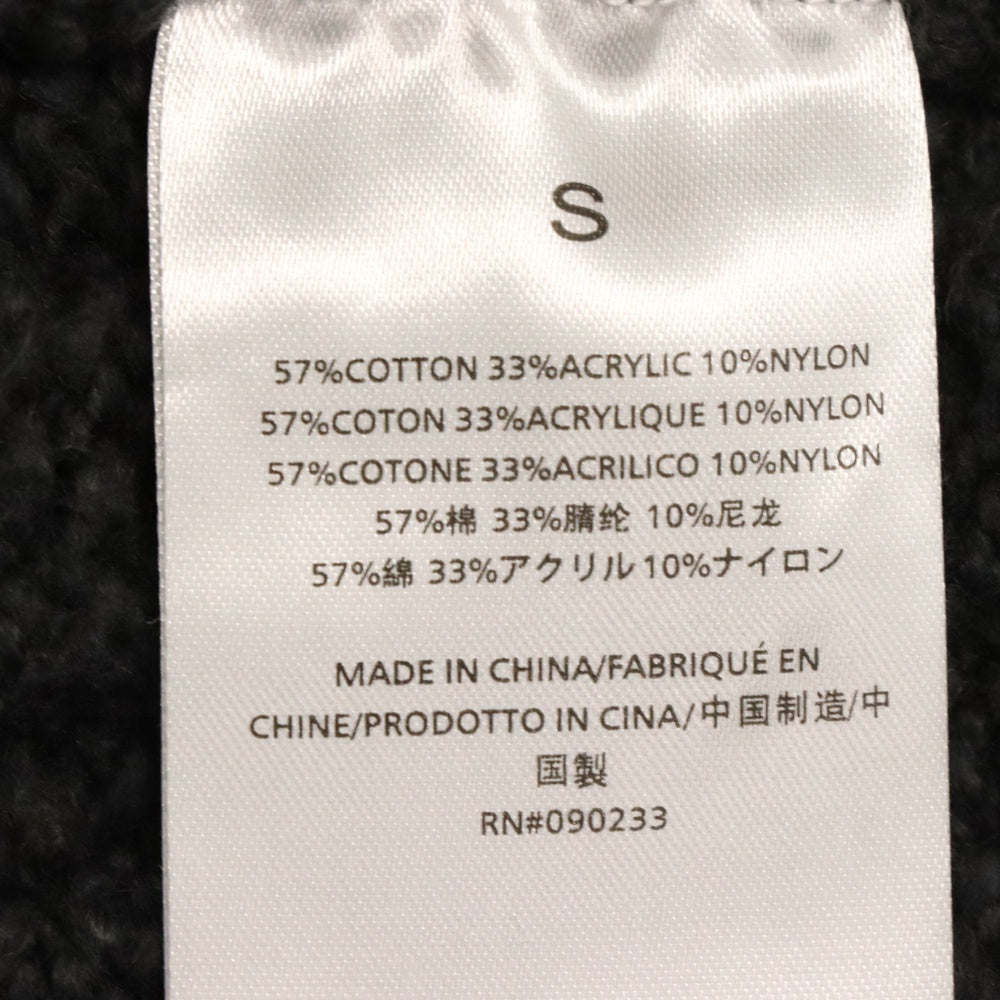 S
57%COTTON 33%ACRYLIC 10%NYLON
57%COTON 33%ACRYLIQUE 10%NYLON
57%COTONE 33%ACRILICO 10%NYLON
57%棉 33%腈纶 10%尼龙
57%綿 33%アクリル 10%ナイロン
MADE IN CHINA/FABRIQUÉ EN
CHINE/PRODOTTO IN CINA/中国制造/中
国製
RN#090233